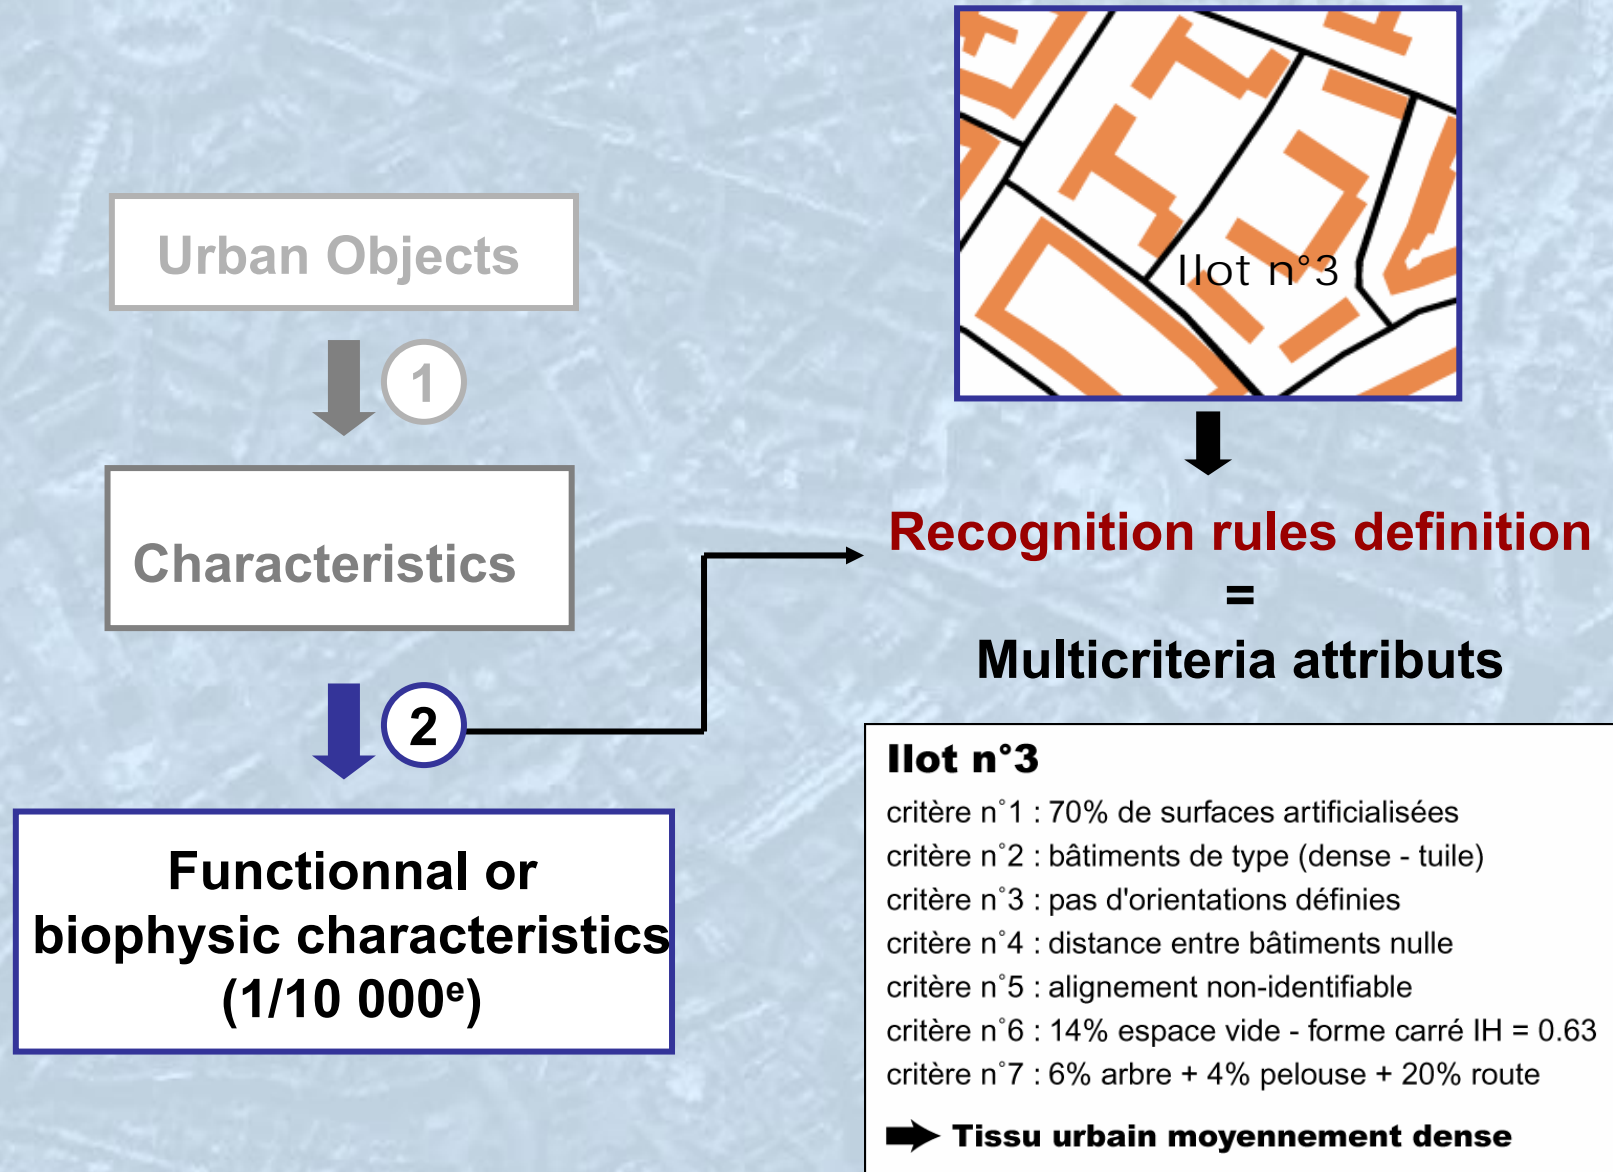 Urban Objects
1
Characteristics
2
Functionnal or
biophysic characteristics
(1/10 000ᵉ)
Ilot n°3
Recognition rules definition
=
Multicriteria attributs
Ilot n°3
critère n°1 : 70% de surfaces artificialisées
critère n°2 : bâtiments de type (dense - tuile)
critère n°3 : pas d'orientations définies
critère n°4 : distance entre bâtiments nulle
critère n°5 : alignement non-identifiable
critère n°6 : 14% espace vide - forme carré IH = 0.63
critère n°7 : 6% arbre + 4% pelouse + 20% route
Tissu urbain moyennement dense